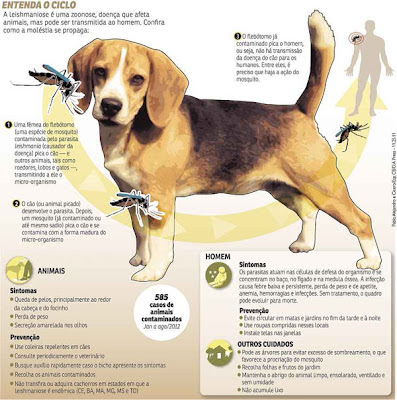 ENTENDA O CICLO
A leishmaniose é uma zoonose, doença que afeta
animais, mas pode ser transmitida ao homem. Confira
como a moléstia se propaga:
1 Uma fêmea do flebótomo
(uma espécie de mosquito)
contaminada pelo parasita
leishmania (causador da
doença) pica o cão — e
outros animais, tais como
roedores, lobos e gatos —,
transmitindo a ele o
micro-organismo
2 O cão (ou animal picado)
desenvolve o parasita. Depois,
um mosquito (já contaminado ou
até mesmo sadio) pica o cão e
se contamina com a forma madura do
micro-organismo
3 O flebótomo já
contaminado pica o homem, ou
seja, não há transmissão
da doença do cão para os
humanos. Entre eles, é
preciso que haja a ação do
mosquito.
ANIMAIS
Sintomas
• Queda de pelos, principalmente ao redor
da cabeça e do focinho
• Perda de peso
• Secreção amarelada nos olhos
Prevenção
• Use coleiras repelentes em cães
• Consulte periodicamente o veterinário
• Busque auxílio rapidamente caso o bicho apresente os sintomas
• Recolha os animais contaminados
• Não transfira ou adquira cachorros em estados em que a
leishmaniose é endêmica (CE, BA, MA, MG, MS e TO)
585
casos de
animais
contaminados
Jan a ago/2012
HOMEM
Sintomas
Os parasitas atuam nas células de defesa do organismo e se
concentram no baço, no fígado e na medula óssea. A infecção
causa febre baixa e persistente, perda de peso e de apetite,
anemia, hemorragias e infecções. Sem tratamento, o quadro
pode evoluir para morte.
Prevenção
• Evite circular em matas e jardins no fim da tarde e à noite
• Use roupas compridas nesses locais
• Instale telas nas janelas
OUTROS CUIDADOS
• Pode as árvores para evitar excesso de sombreamento, o que
favorece a procriação do mosquito
• Recolha folhas e frutos do jardim
• Mantenha o abrigo do animal limpo, ensolarado, ventilado e
sem umidade
• Não acumule lixo